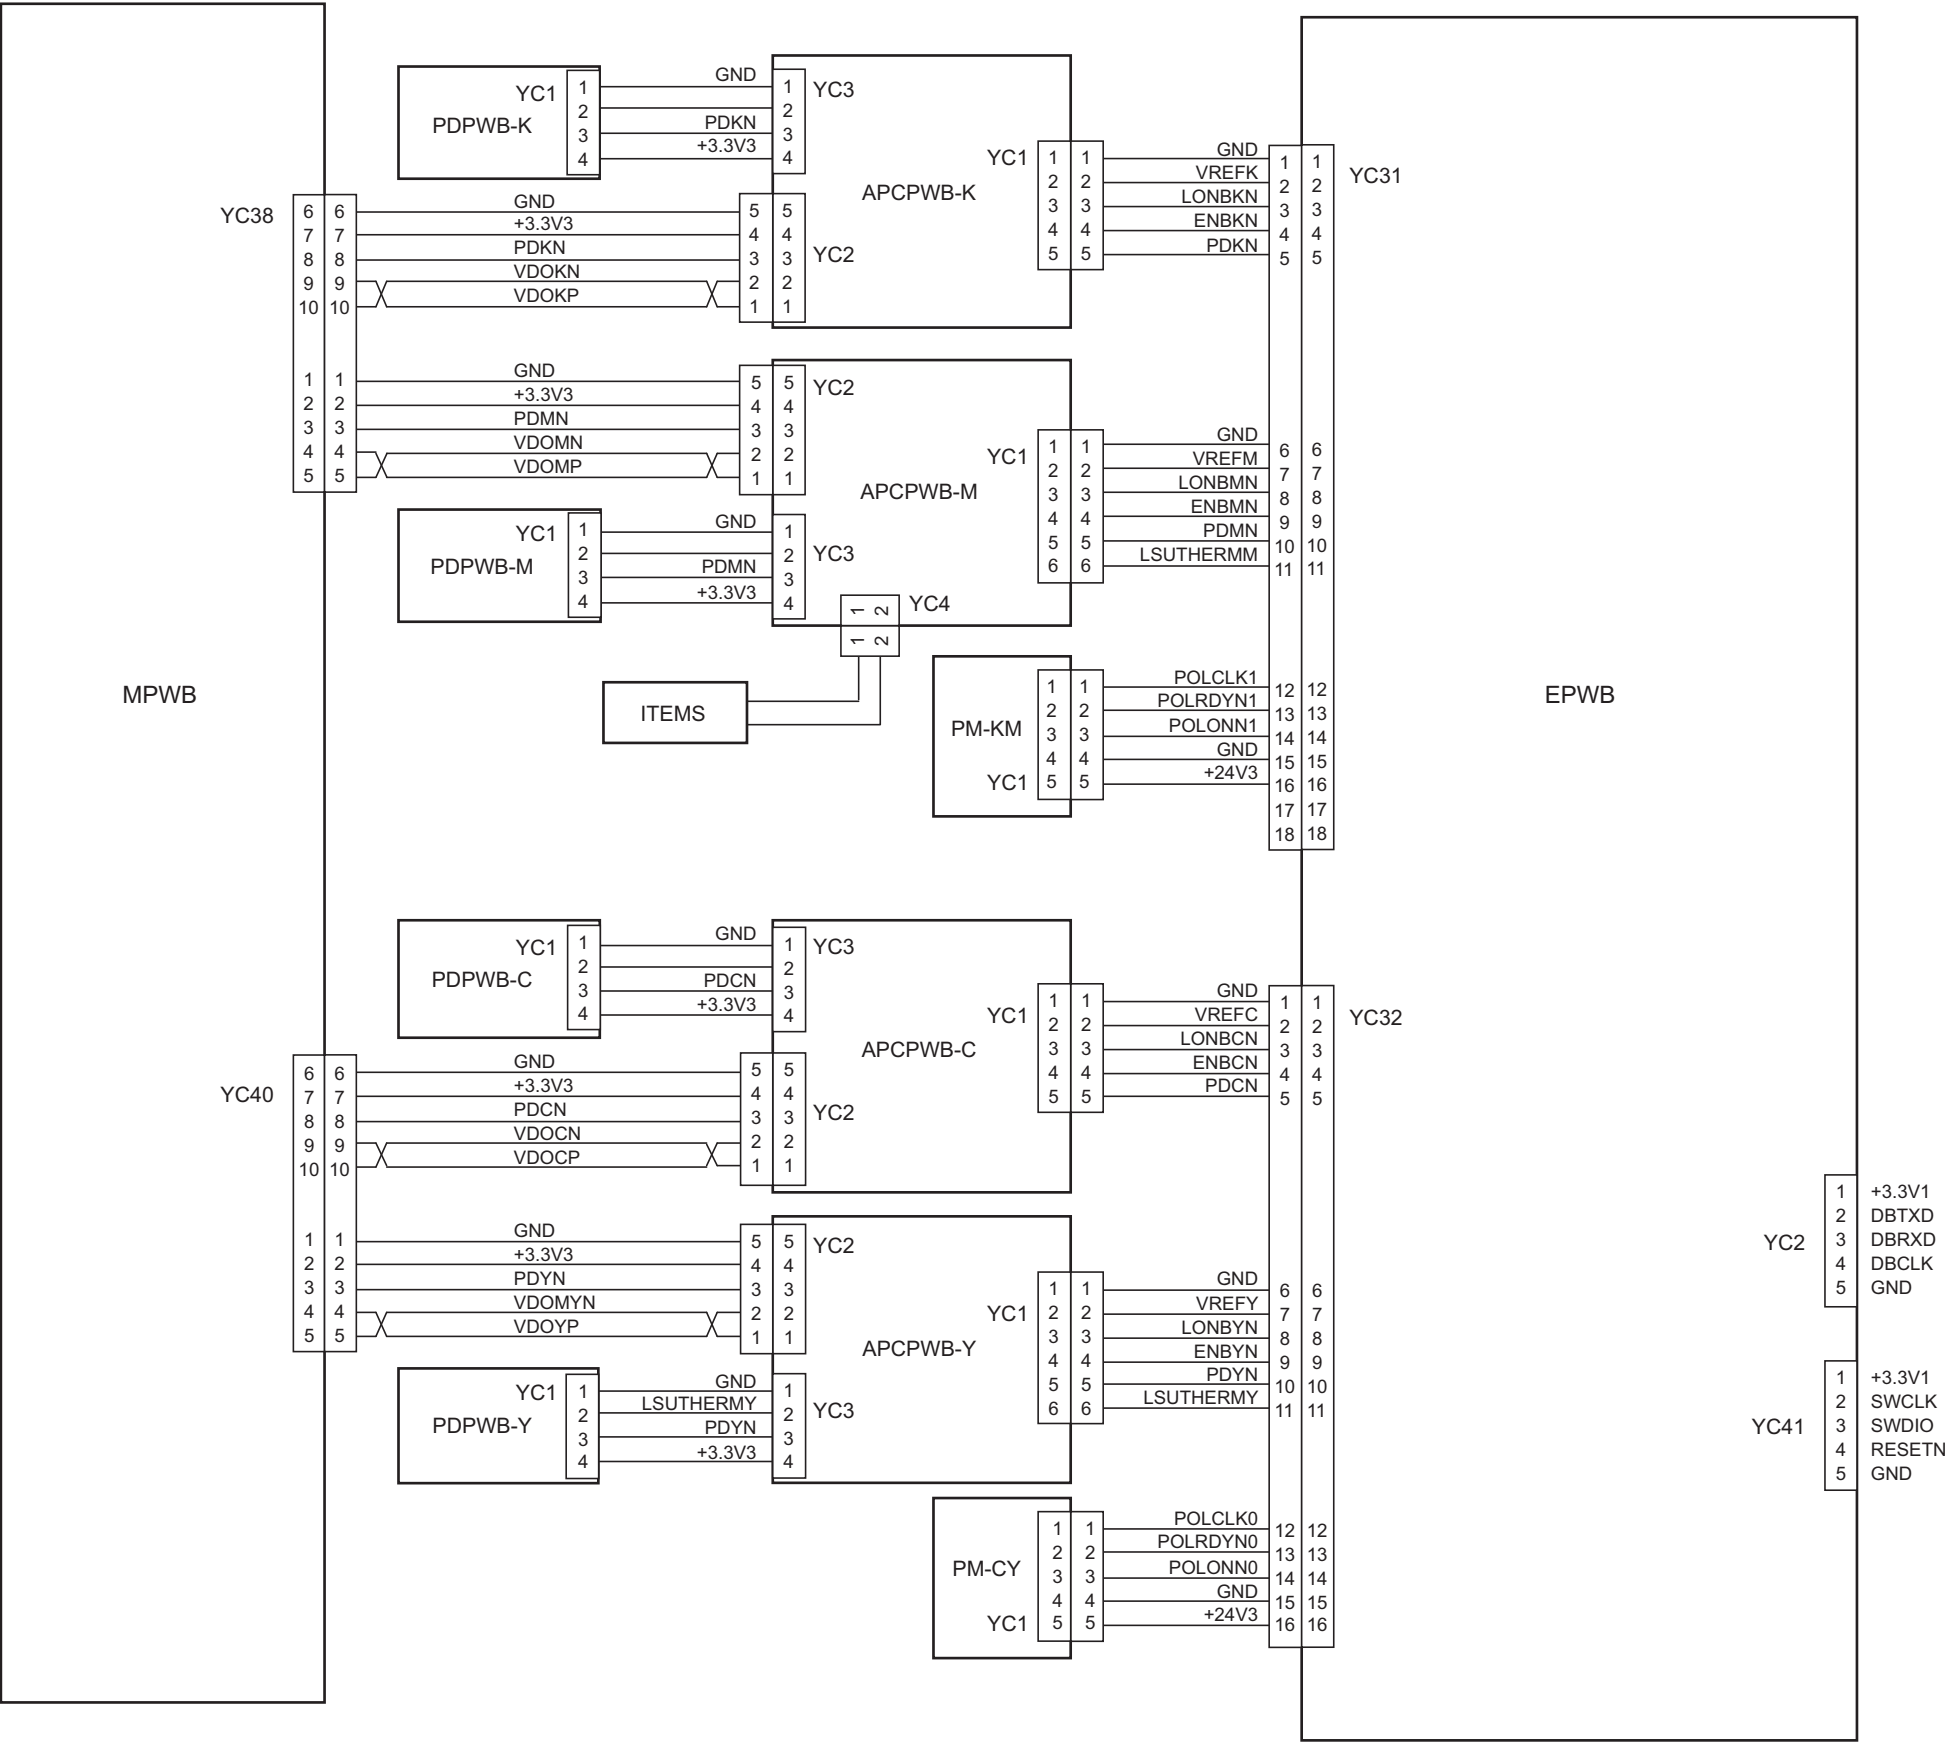 MPWB
YC38
6 6
7 7
8 8
9 9
10 10
1 1
2 2
3 3
4 4
5 5
YC1
PDPWB-K
1
2
3
4
GND
PDKN
+3.3V3
1
2
3
4
YC3
GND
+3.3V3
PDKN
VDOKN
VDOKP
5 5
4 4
3 3
2 2
1 1
YC2
APCPWB-K
YC1
1 1
2 2
3 3
4 4
5 5
GND
VREFK
LONBKN
ENBKN
PDKN
GND
+3.3V3
PDMN
VDOMN
VDOMP
5 5
4 4
3 3
2 2
1 1
YC2
YC1
PDPWB-M
1
2
3
4
GND
PDMN
+3.3V3
1
2
3
4
YC3
APCPWB-M
YC4
1 2
1 2
ITEMS
YC1
1 1
2 2
3 3
4 4
5 5
6 6
GND
VREFM
LONBMN
ENBMN
PDMN
LSUTHERMM
PM-KM
YC1
1 1
2 2
3 3
4 4
5 5
POLCLK1
POLRDYN1
POLONN1
GND
+24V3
YC31
1 1
2 2
3 3
4 4
5 5
6 6
7 7
8 8
9 9
10 10
11 11
12 12
13 13
14 14
15 15
16 16
17 17
18 18
EPWB
YC40
6 6
7 7
8 8
9 9
10 10
1 1
2 2
3 3
4 4
5 5
YC1
PDPWB-C
1
2
3
4
GND
PDCN
+3.3V3
1
2
3
4
YC3
GND
+3.3V3
PDCN
VDOCN
VDOCP
5 5
4 4
3 3
2 2
1 1
YC2
APCPWB-C
YC1
1 1
2 2
3 3
4 4
5 5
GND
VREFC
LONBCN
ENBCN
PDCN
GND
+3.3V3
PDYN
VDOMYN
VDOYP
5 5
4 4
3 3
2 2
1 1
YC2
YC1
PDPWB-Y
1
2
3
4
GND
LSUTHERMY
PDYN
+3.3V3
1
2
3
4
YC3
APCPWB-Y
YC1
1 1
2 2
3 3
4 4
5 5
6 6
GND
VREFY
LONBYN
ENBYN
PDYN
LSUTHERMY
PM-CY
YC1
1 1
2 2
3 3
4 4
5 5
POLCLK0
POLRDYN0
POLONN0
GND
+24V3
YC32
1 1
2 2
3 3
4 4
5 5
6 6
7 7
8 8
9 9
10 10
11 11
12 12
13 13
14 14
15 15
16 16
YC2
1 +3.3V1
2 DBTXD
3 DBRXD
4 DBCLK
5 GND
YC41
1 +3.3V1
2 SWCLK
3 SWDIO
4 RESETN
5 GND